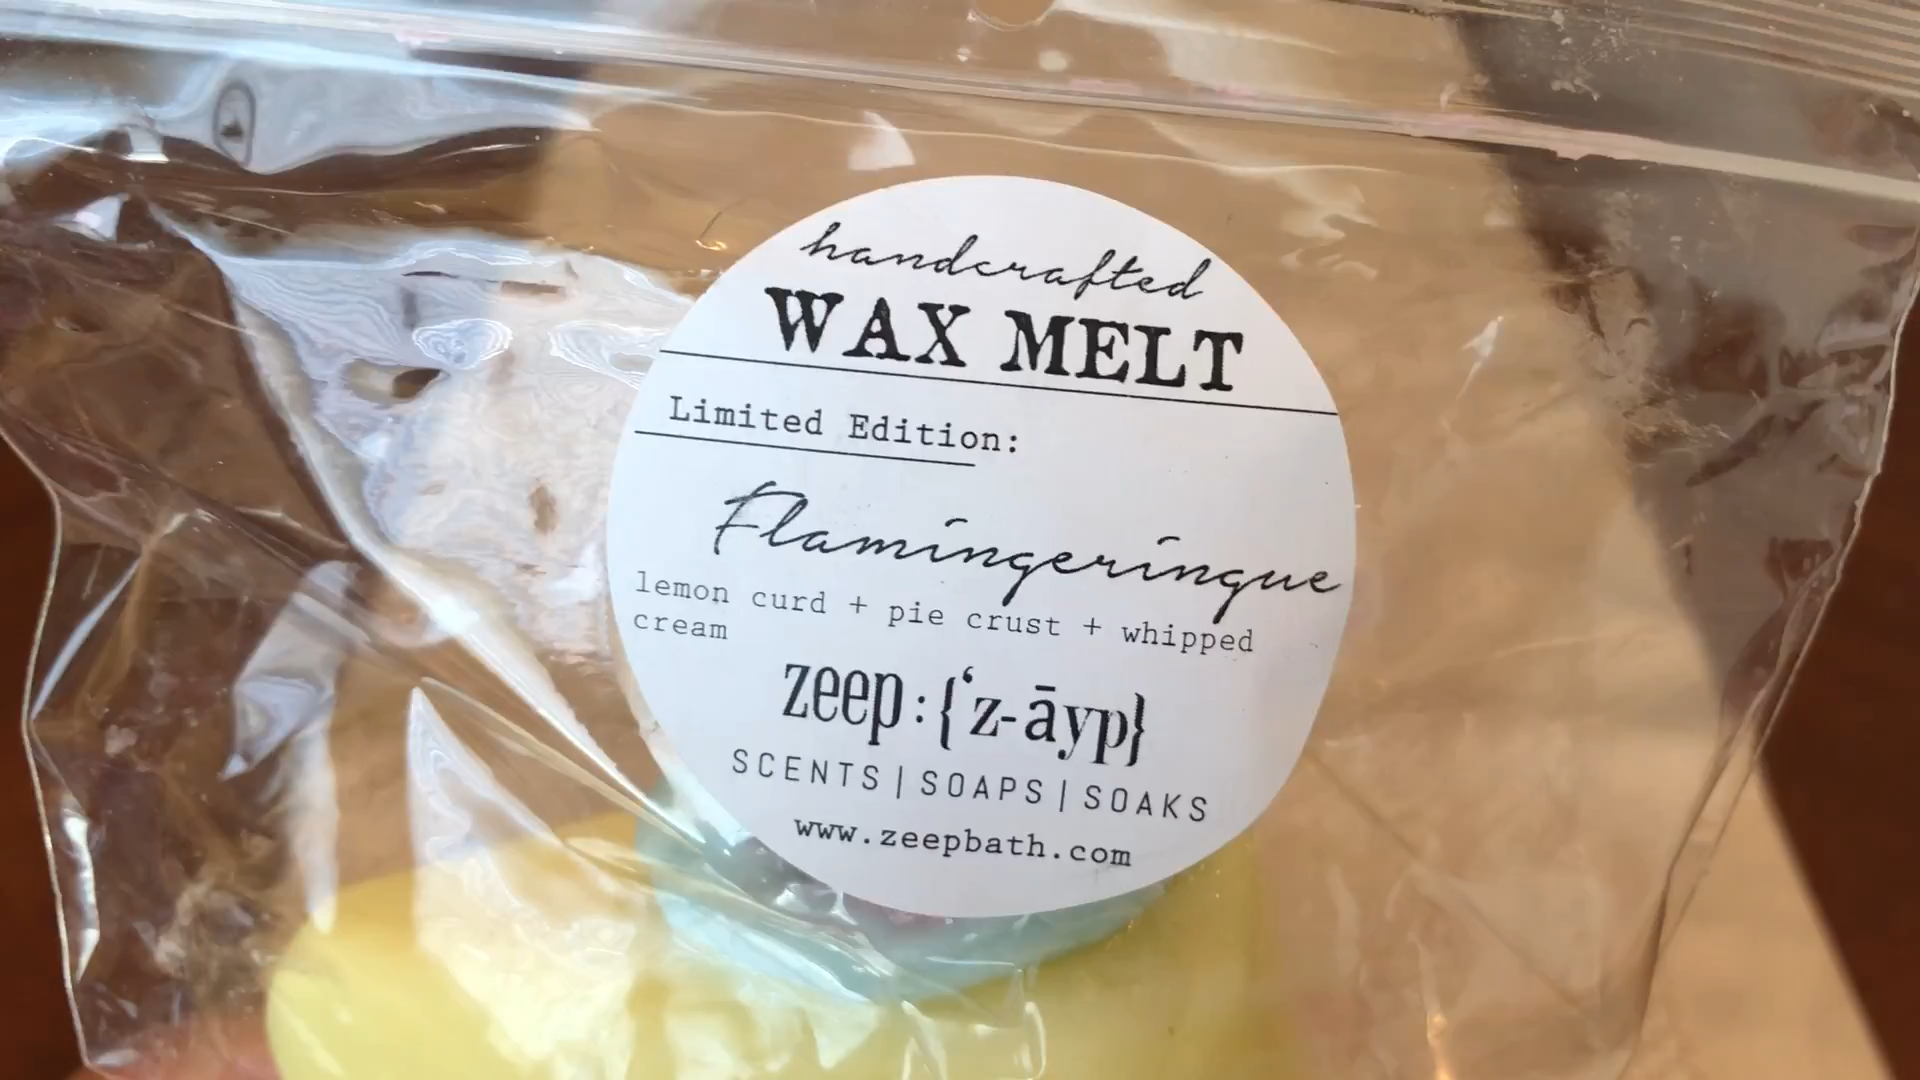 handcrafted
WAX MELT
Limited Edition:
Flamingeringue
lemon curd + pie crust + whipped
cream
zeep:{‘z-āyp}
SCENTS|SOAPS|SOAKS
www.zeepbath.com